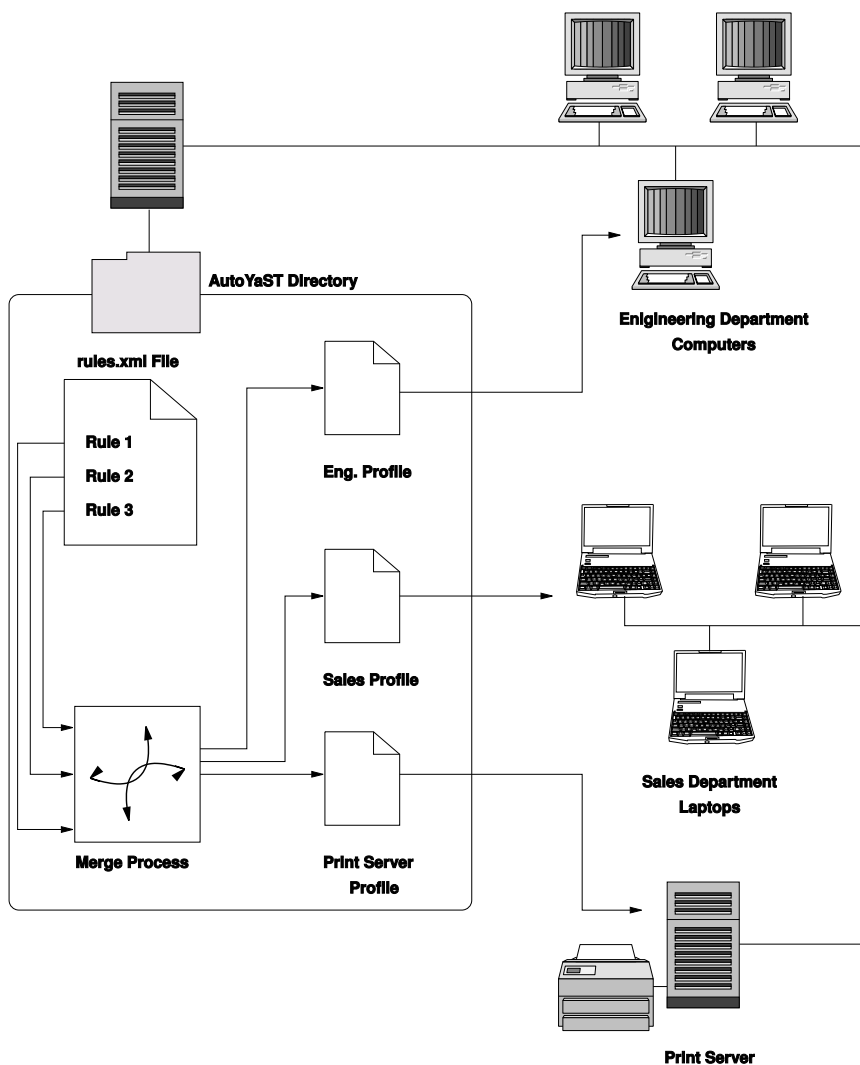 AutoYaST Directory
Enigineering Department
Computers
rules.xml File
Rule 1
Rule 2
Rule 3
Eng. Profile
Sales Profile
Sales Department
Laptops
Merge Process
Print Server
Profile
Print Server